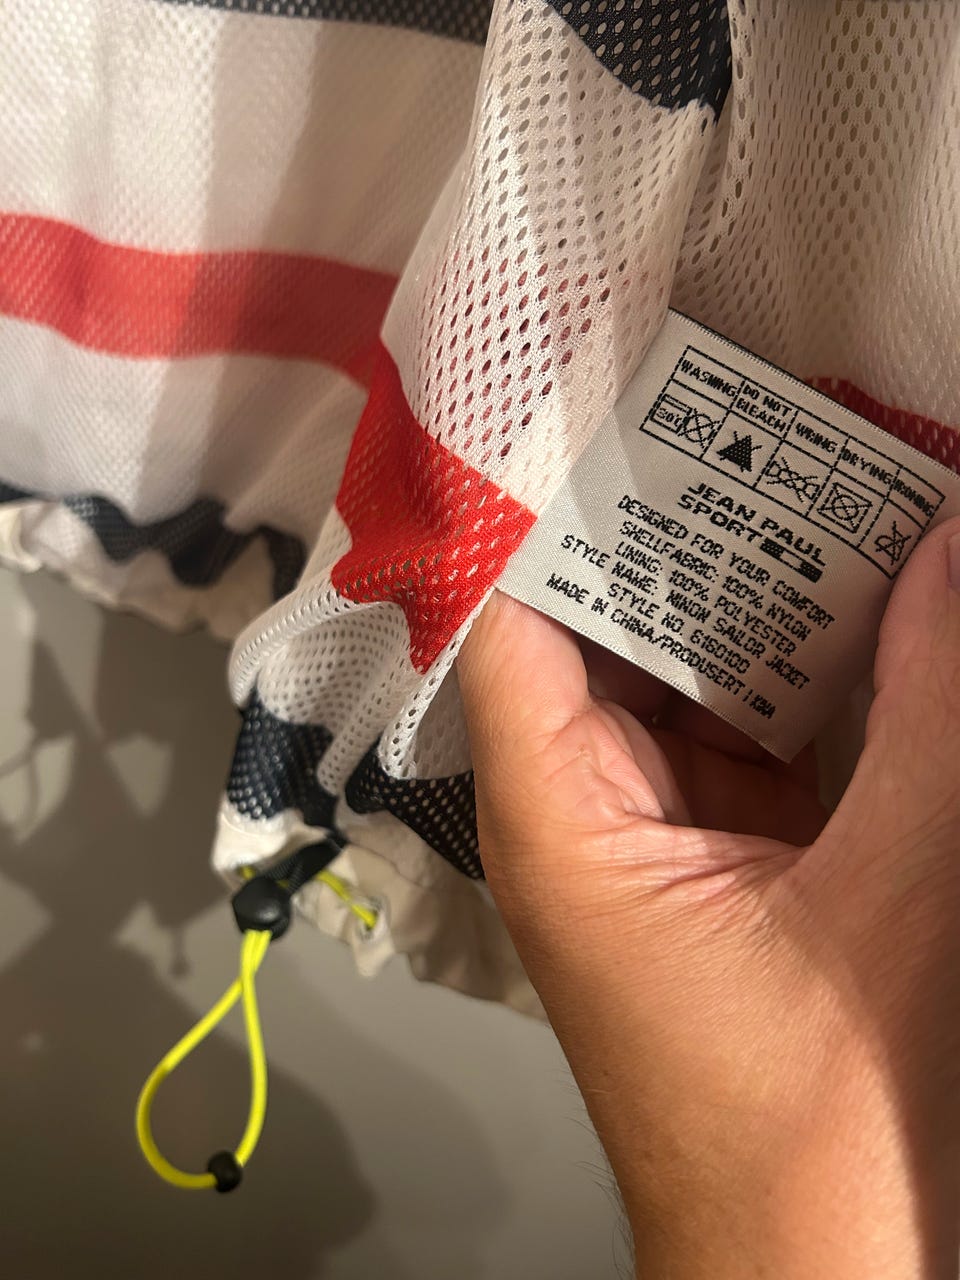 WASHING DO NOT BLEACH WRING DRYING IRONING
30℃
JEAN PAUL
SPORT
DESIGNED FOR YOUR COMFORT
SHELLFABRIC: 100% NYLON
LINING: 100% POLYESTER
STYLE NAME: MINON SAILOR JACKET
STYLE NO. 6160100
MADE IN CHINA/PRODUSERT I KINA